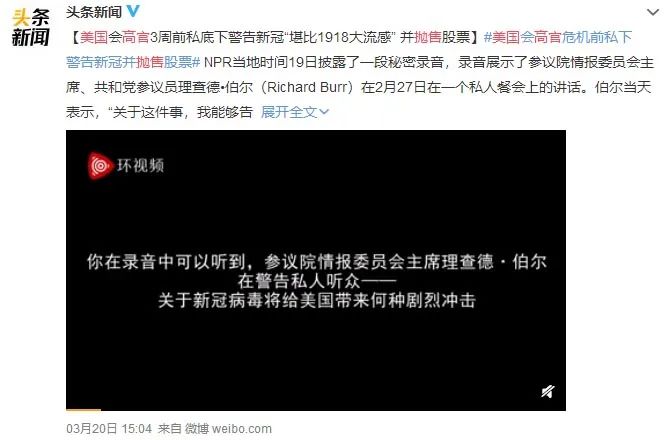 头条
新闻
头条新闻
【美国会高官3周前私底下警告新冠“堪比1918大流感” 并抛售股票】#美国会高官危机前私下
警告新冠并抛售股票# NPR当地时间19日披露了一段秘密录音，录音展示了参议院情报委员会主
席、共和党参议员理查德•伯尔（Richard Burr）在2月27日在一个私人餐会上的讲话。伯尔当天
表示，“关于这件事，我能够告 展开全文
环视频
你在录音中可以听到，参议院情报委员会主席理查德·伯尔
在警告私人听众——
关于新冠病毒将给美国带来何种剧烈冲击
03月20日 15:04 来自 微博 weibo.com